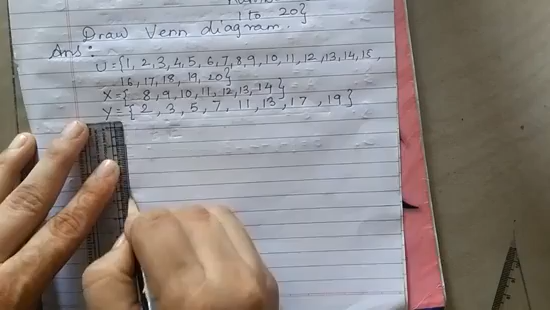 1 to 20}
Draw Venn diagram.
Ans:
U = {1, 2, 3, 4, 5, 6, 7, 8, 9, 10, 11, 12, 13, 14, 15,
16, 17, 18, 19, 20}
X = { 8, 9, 10, 11, 12, 13, 14}
Y = { 2, 3, 5, 7, 11, 13, 17, 19}